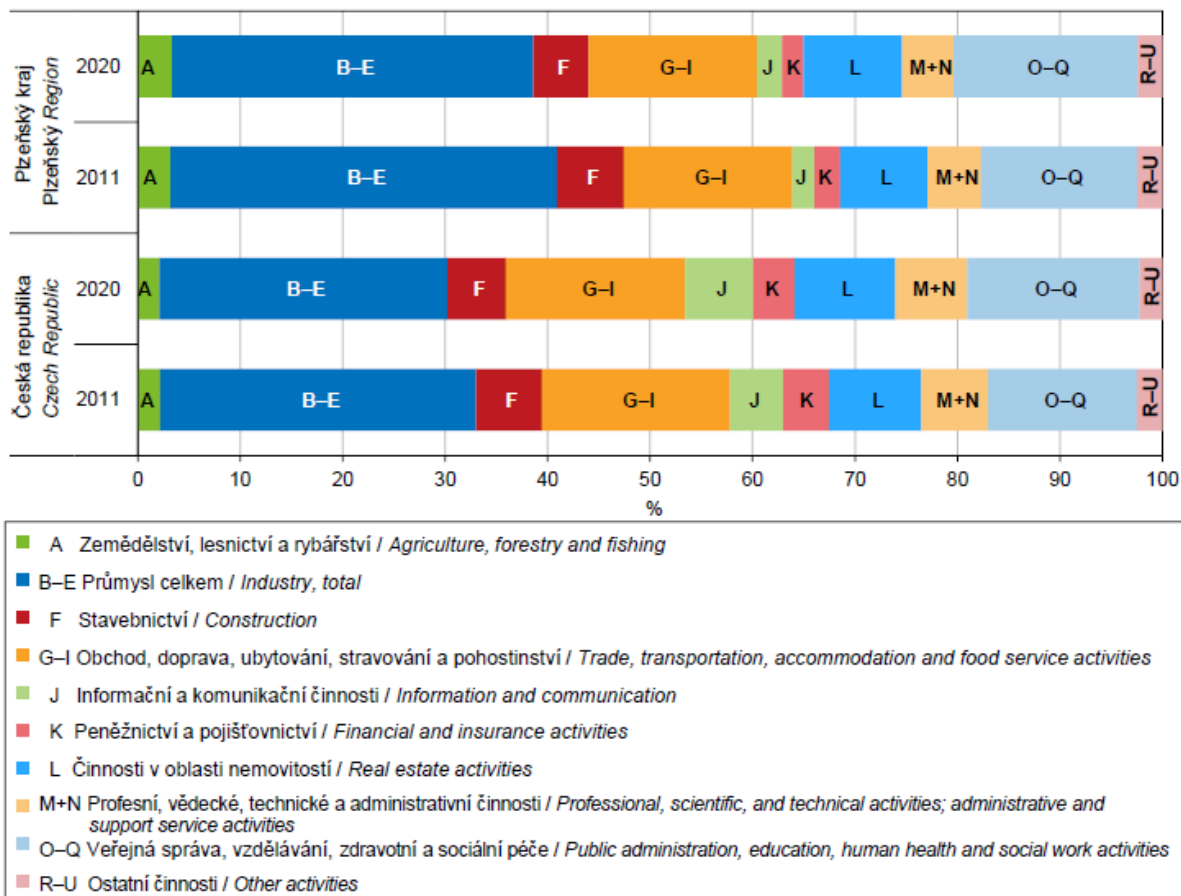 Plzeňský kraj
Plzeňský Region
2020
A B–E F G–I J K L M+N O–Q R–U
2011
A B–E F G–I J K L M+N O–Q R–U
Česká republika
Czech Republic
2020
A B–E F G–I J K L M+N O–Q R–U
2011
A B–E F G–I J K L M+N O–Q R–U
0 10 20 30 40 50 60 70 80 90 100
%
A Zemědělství, lesnictví a rybářství / Agriculture, forestry and fishing
B–E Průmysl celkem / Industry, total
F Stavebnictví / Construction
G–I Obchod, doprava, ubytování, stravování a pohostinství / Trade, transportation, accommodation and food service activities
J Informační a komunikační činnosti / Information and communication
K Peněžnictví a pojišťovnictví / Financial and insurance activities
L Činnosti v oblasti nemovitostí / Real estate activities
M+N Profesní, vědecké, technické a administrativní činnosti / Professional, scientific, and technical activities; administrative and
support service activities
O–Q Veřejná správa, vzdělávání, zdravotní a sociální péče / Public administration, education, human health and social work activities
R–U Ostatní činnosti / Other activities